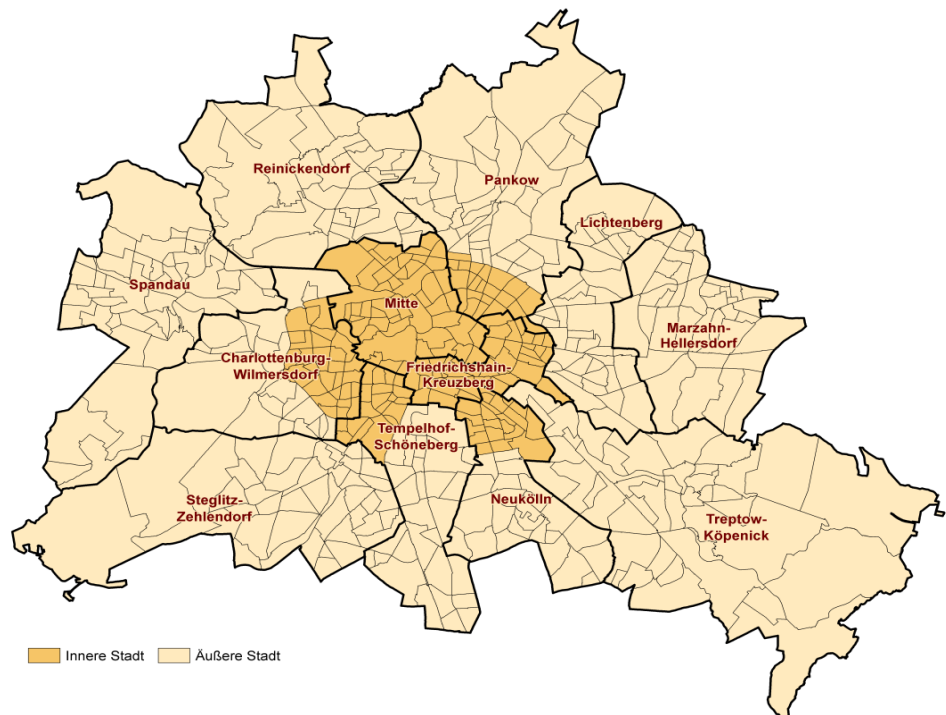 Reinickendorf
Pankow
Lichtenberg
Spandau
Mitte
Marzahn-
Hellersdorf
Charlottenburg-
Wilmersdorf
Friedrichshain-
Kreuzberg
Tempelhof-
Schöneberg
Steglitz-
Zehlendorf
Neukölln
Treptow-
Köpenick
Innere Stadt
Äußere Stadt